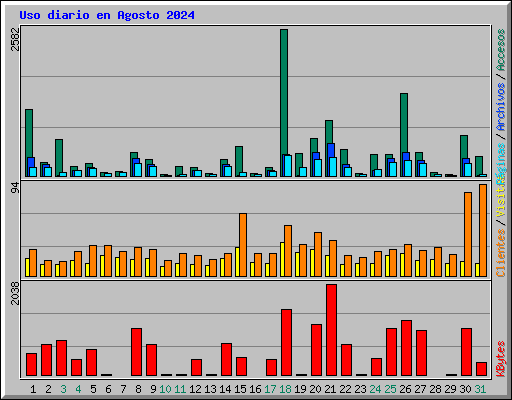 Uso diario en Agosto 2024
2582
94
2038
Clientes / Visitas
Páginas / Archivos / Accesos
KBytes
1 2 3 4 5 6 7 8 9 10 11 12 13 14 15 16 17 18 19 20 21 22 23 24 25 26 27 28 29 30 31